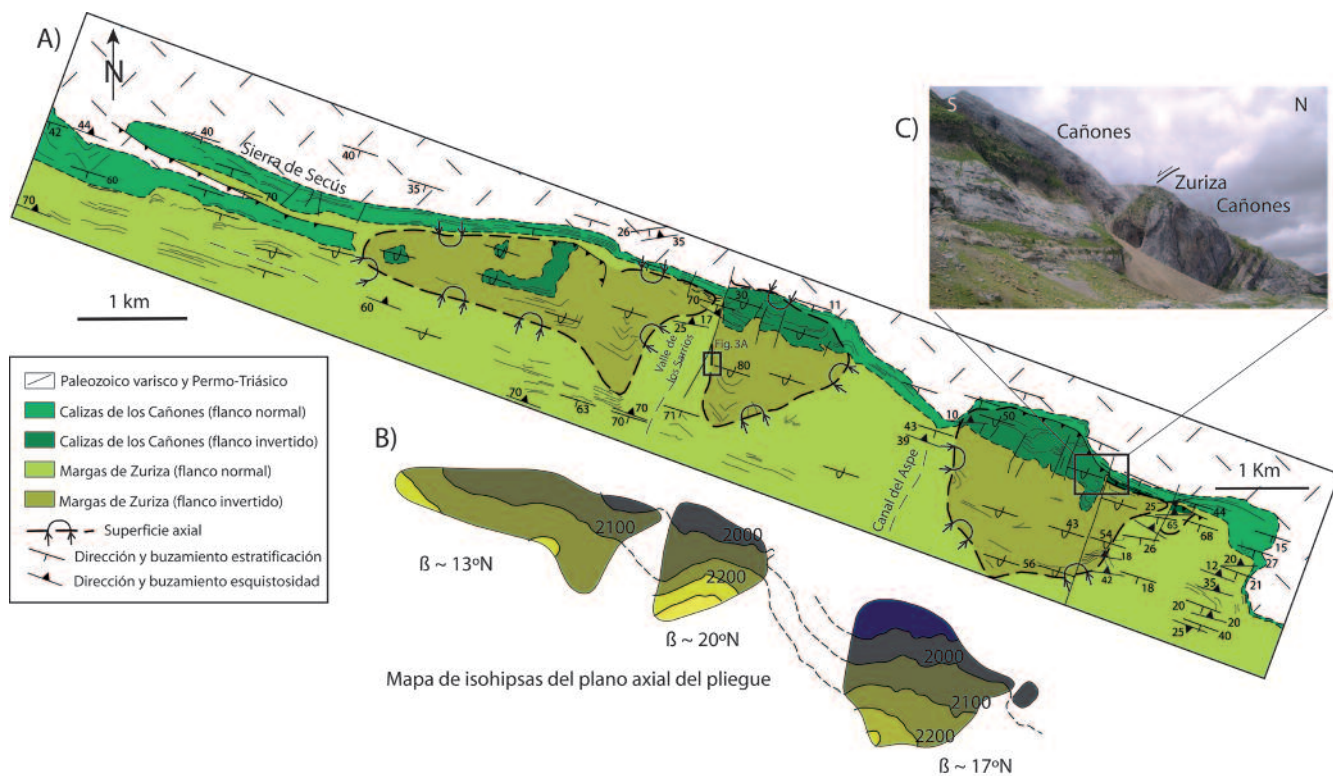 A)
N
42
44
40
Sierra de Secús
40
35
60
70
70
26
35
1 km
60
70
30
11
17
25
Valle de
los Sarrios
Fig. 3A
80
63
70
70
71
10
50
43
39
Canal del Aspe
43
56
54
18
42
18
25
26
65
68
44
1 Km
15
27
20
12
35
21
20
20
25
40
C)
S
N
Cañones
Zuriza
Cañones
Paleozoico varisco y Permo-Triásico
Calizas de los Cañones (flanco normal)
Calizas de los Cañones (flanco invertido)
Margas de Zuriza (flanco normal)
Margas de Zuriza (flanco invertido)
Superficie axial
Dirección y buzamiento estratificación
Dirección y buzamiento esquistosidad
B)
2100
2000
2200
ß ~ 13ºN
ß ~ 20ºN
2000
2100
2200
ß ~ 17ºN
Mapa de isohipsas del plano axial del pliegue